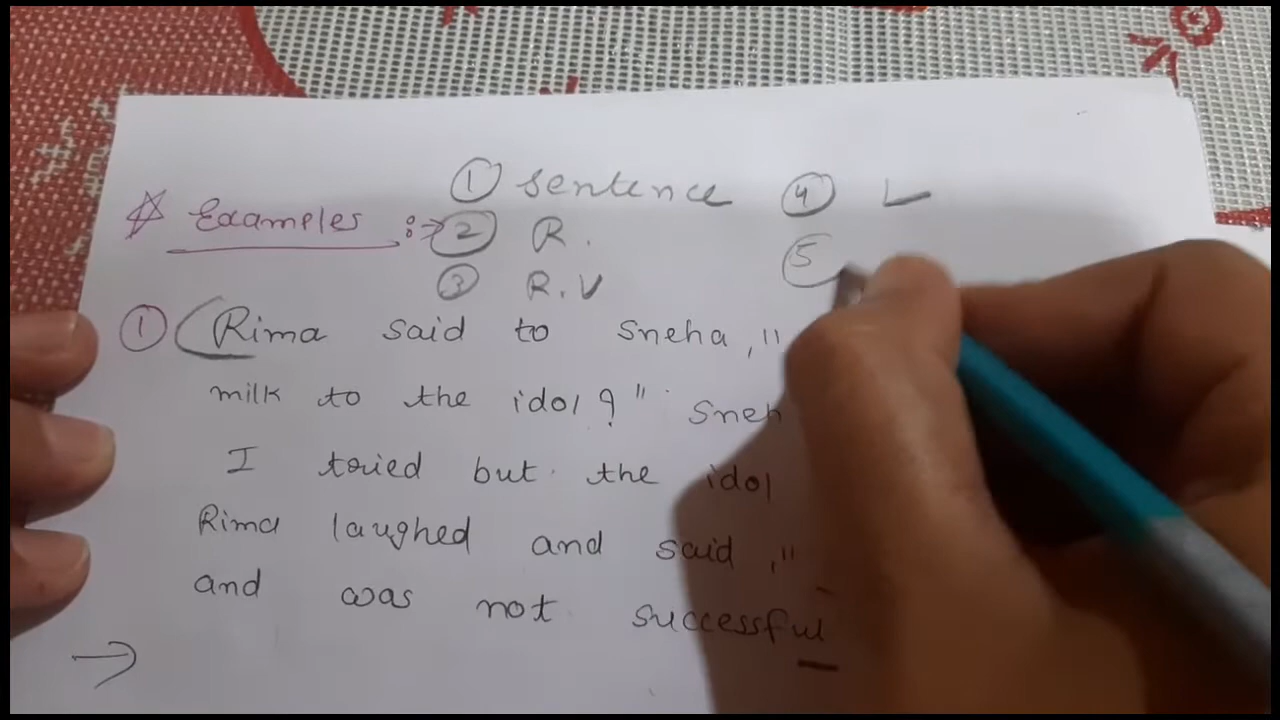 ① sentence ④ L
☆ Examples :→ ② R. ⑤
③ R.V
① Rima said to Sneha, "
milk to the idol ? " Sneh
I tried but the idol
Rima laughed and said, "
and was not successful
→